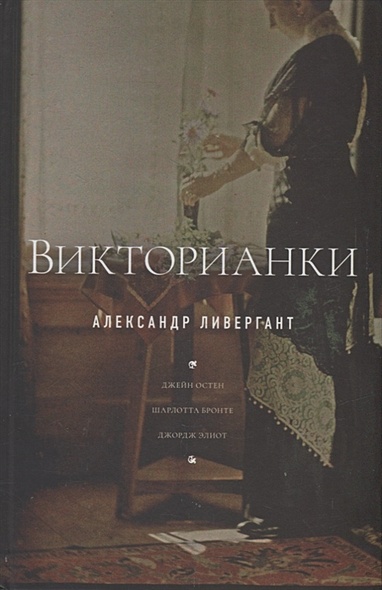 ВИКТОРИАНКИ
АЛЕКСАНДР ЛИВЕРГАНТ
ДЖЕЙН ОСТЕН
ШАРЛОТТА БРОНТЕ
ДЖОРДЖ ЭЛИОТ